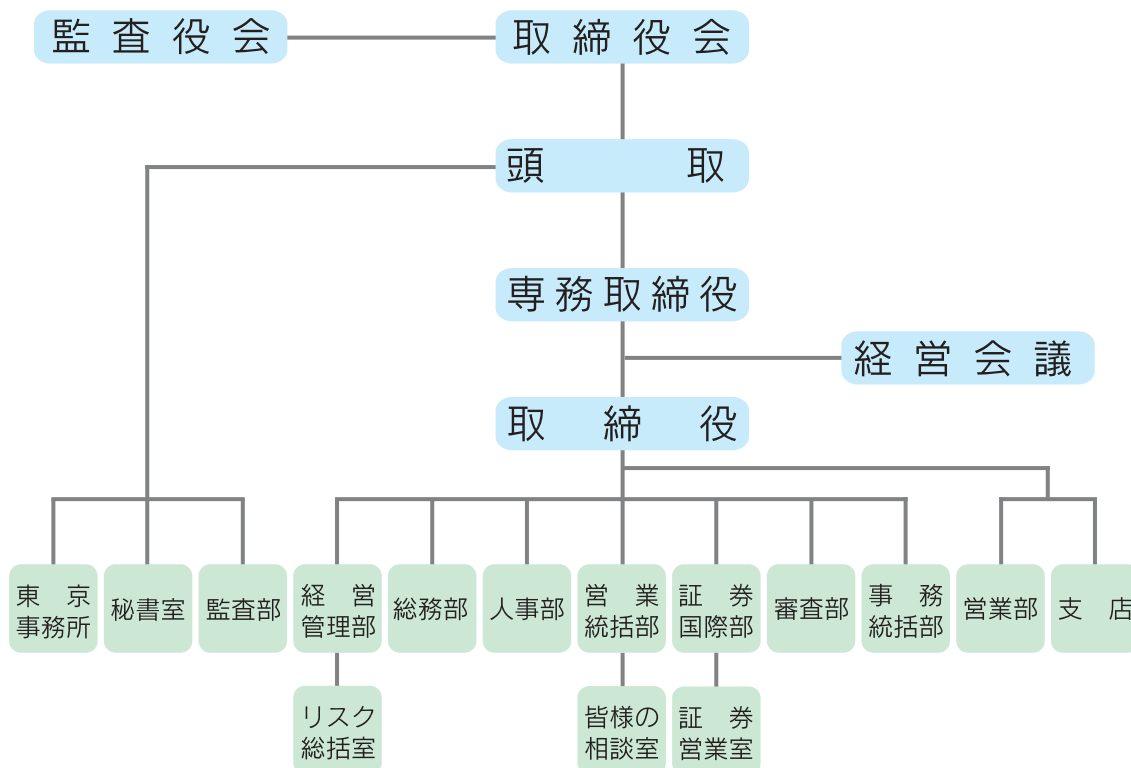 監査役会
取締役会
頭取
専務取締役
経営会議
取締役
東京
事務所
秘書室
監査部
経営
管理部
総務部
人事部
営業
統括部
証券
国際部
審査部
事務
統括部
営業部
支店
リスク
総括室
皆様の
相談室
証券
営業室